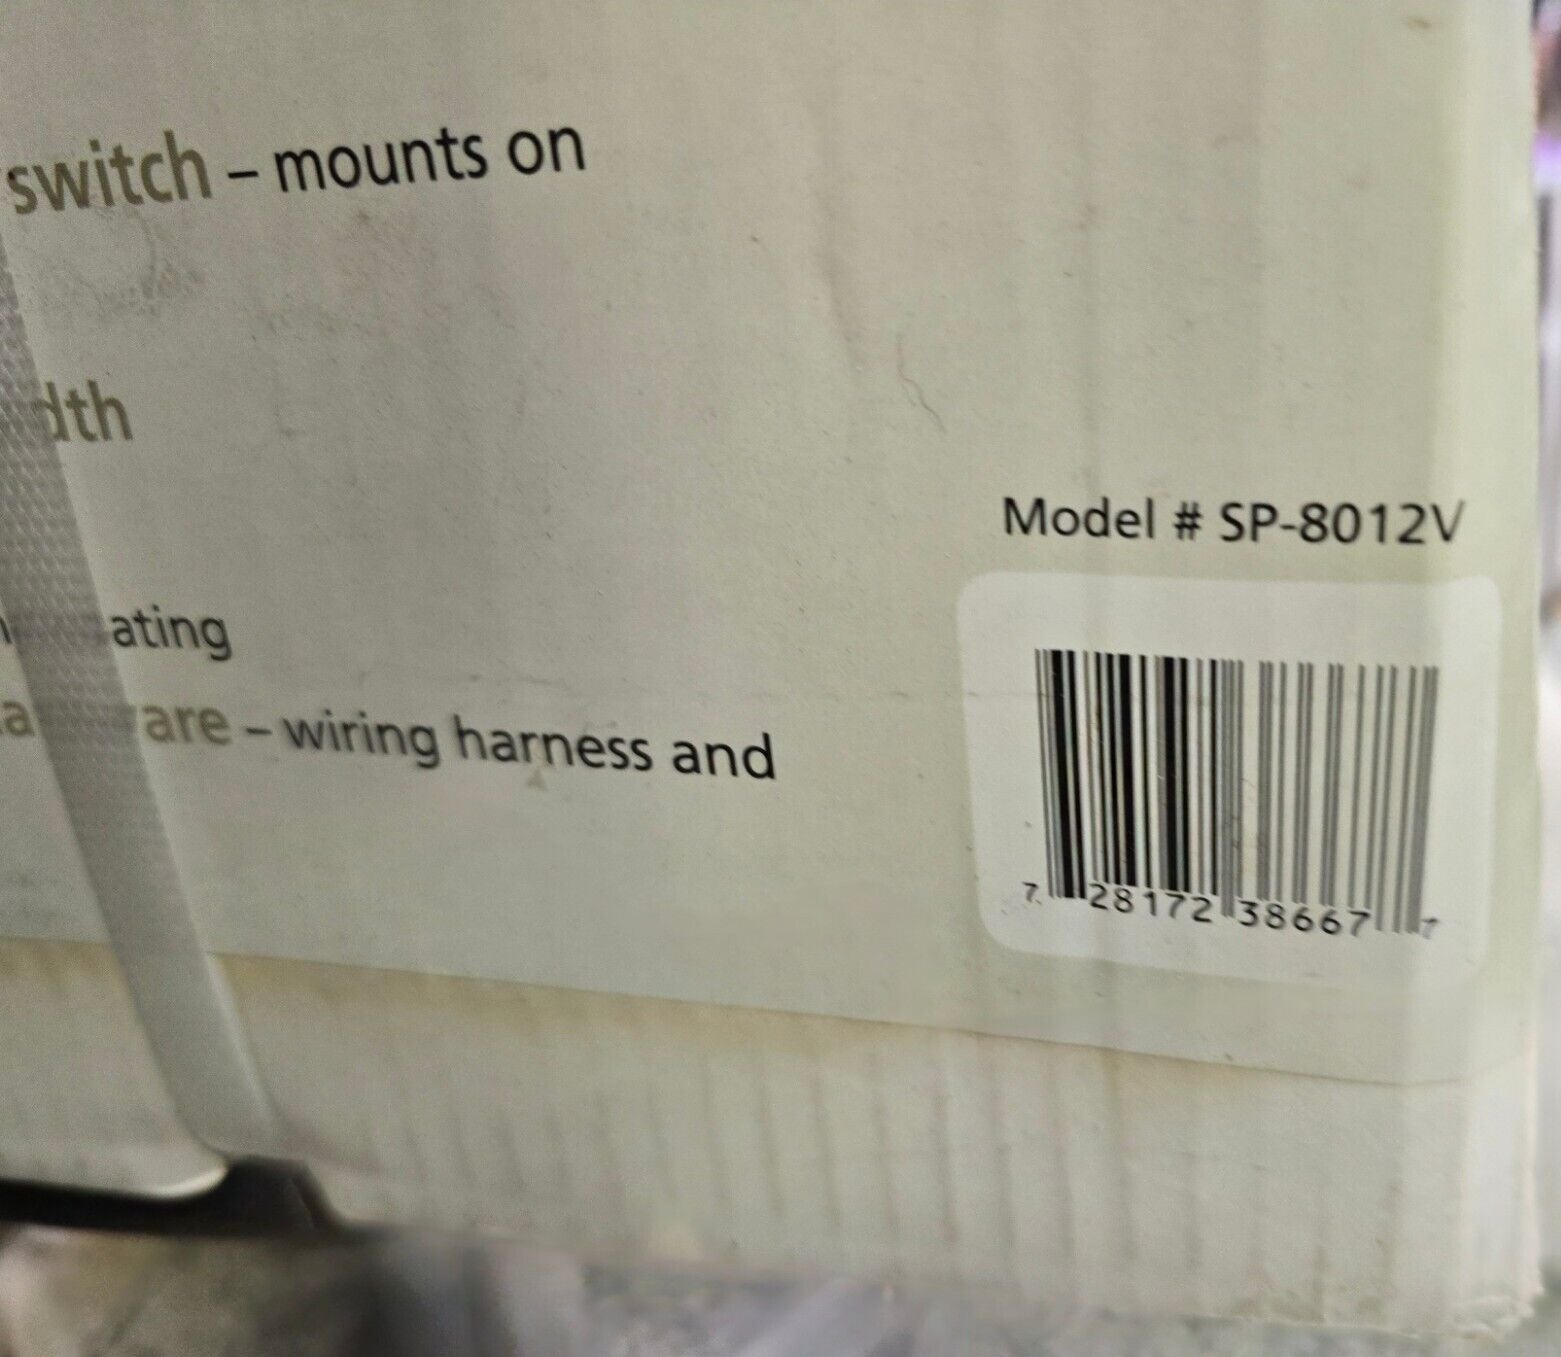 switch – mounts on
dth
ating
are – wiring harness and
Model # SP-8012V
7 28172 38667 7